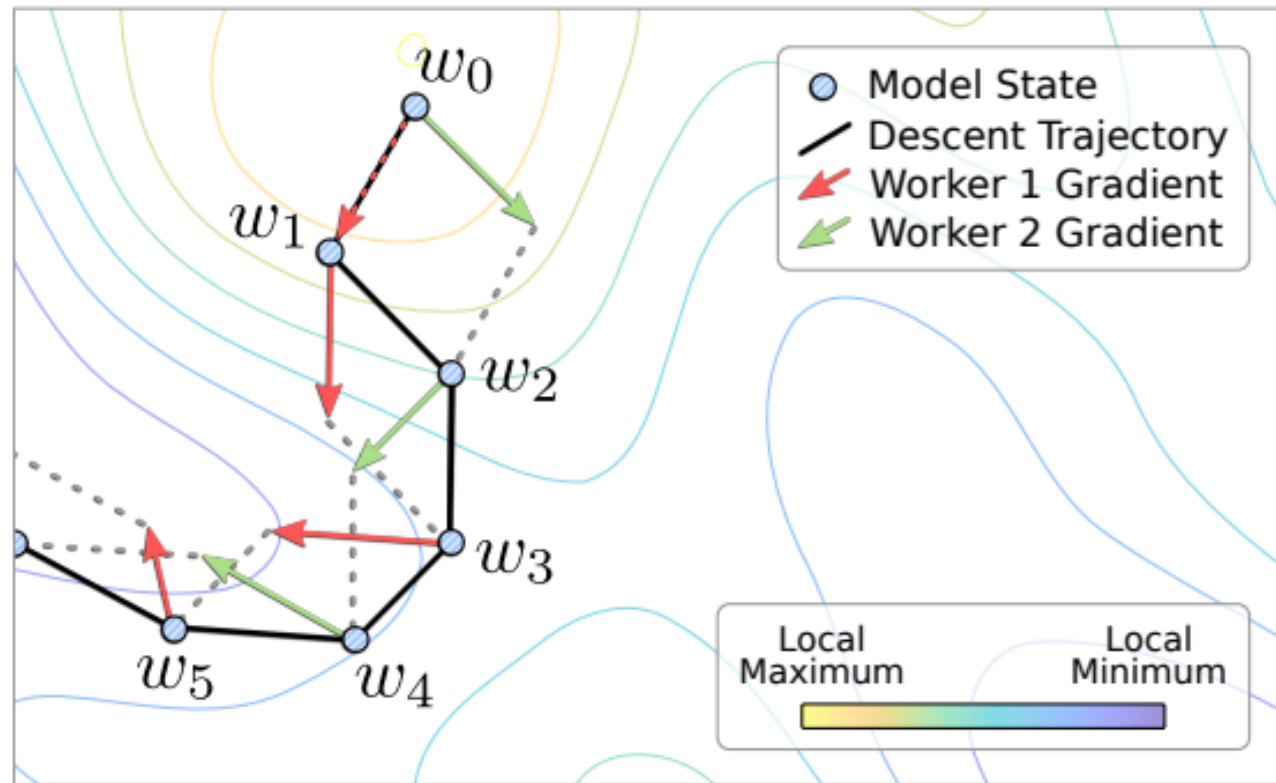 w0
Model State
Descent Trajectory
Worker 1 Gradient
Worker 2 Gradient
w1
w2
w3
w4
w5
Local Maximum
Local Minimum